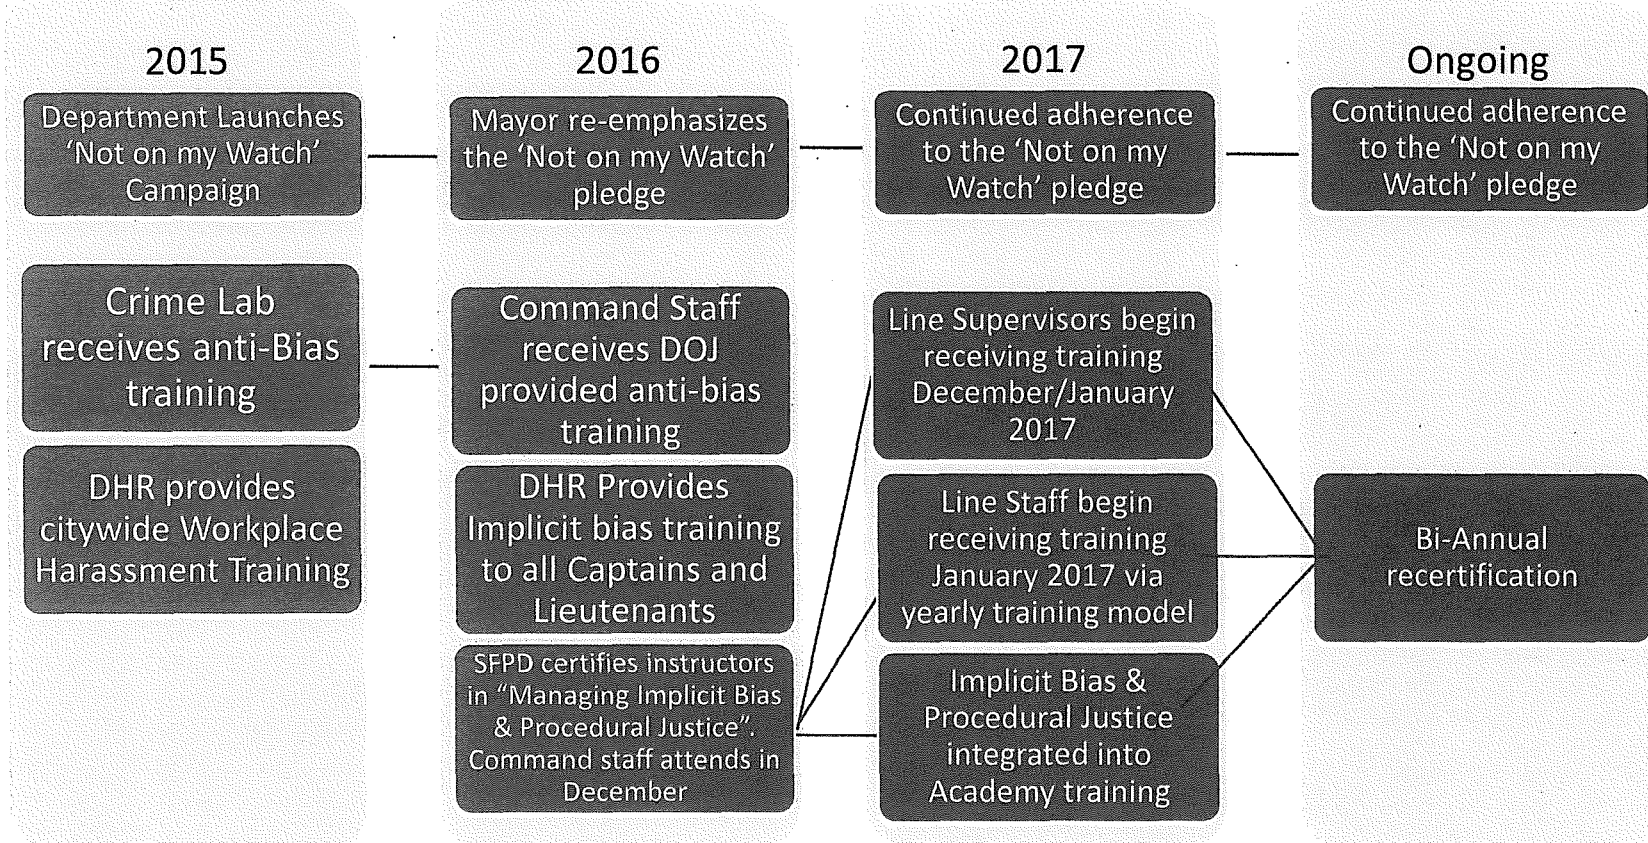 2015
Department Launches
'Not on my Watch'
Campaign
Crime Lab
receives anti-Bias
training
DHR provides
citywide Workplace
Harassment Training
2016
Mayor re-emphasizes
the 'Not on my Watch'
pledge
Command Staff
receives DOJ
provided anti-bias
training
DHR Provides
Implicit bias training
to all Captains and
Lieutenants
SFPD certifies instructors
in "Managing Implicit Bias
& Procedural Justice".
Command staff attends in
December
2017
Continued adherence
to the 'Not on my
Watch' pledge
Line Supervisors begin
receiving training
December/January
2017
Line Staff begin
receiving training
January 2017 via
yearly training model
Implicit Bias &
Procedural Justice
integrated into
Academy training
Ongoing
Continued adherence
to the 'Not on my
Watch' pledge
Bi-Annual
recertification